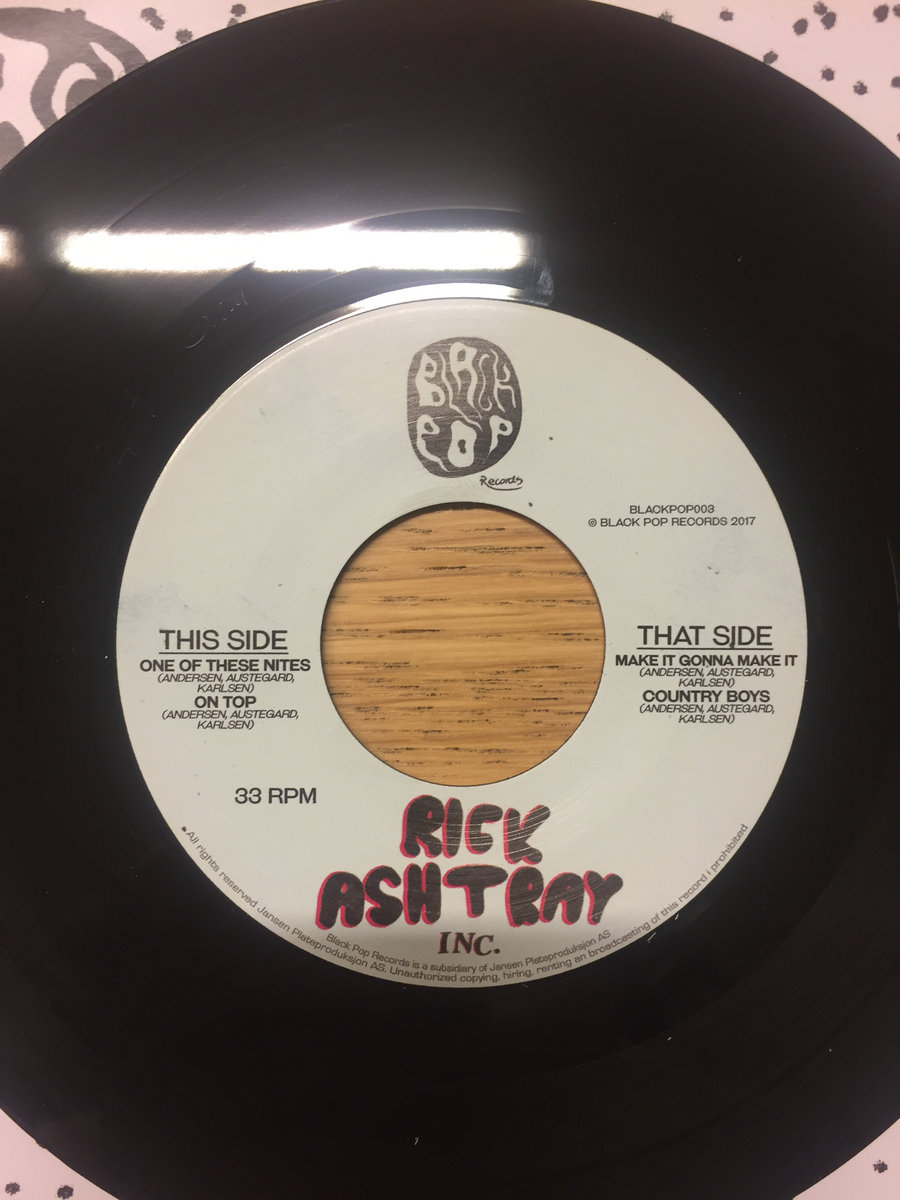 BLACK
POP
Records
BLACKPOP003
© BLACK POP RECORDS 2017
THIS SIDE
ONE OF THESE NITES
(ANDERSEN, AUSTEGARD,
KARLSEN)
ON TOP
(ANDERSEN, AUSTEGARD,
KARLSEN)
THAT SIDE
MAKE IT GONNA MAKE IT
(ANDERSEN, AUSTEGARD,
KARLSEN)
COUNTRY BOYS
(ANDERSEN, AUSTEGARD,
KARLSEN)
33 RPM
RICK
ASHTRAY
INC.
Black Pop Records is a subsidiery of Jansen Plateproduksjon AS
All rights reserved Jansen Plateproduksjon AS. Unauthorized copying, hiring, renting an broadcasting of this record i prohibited